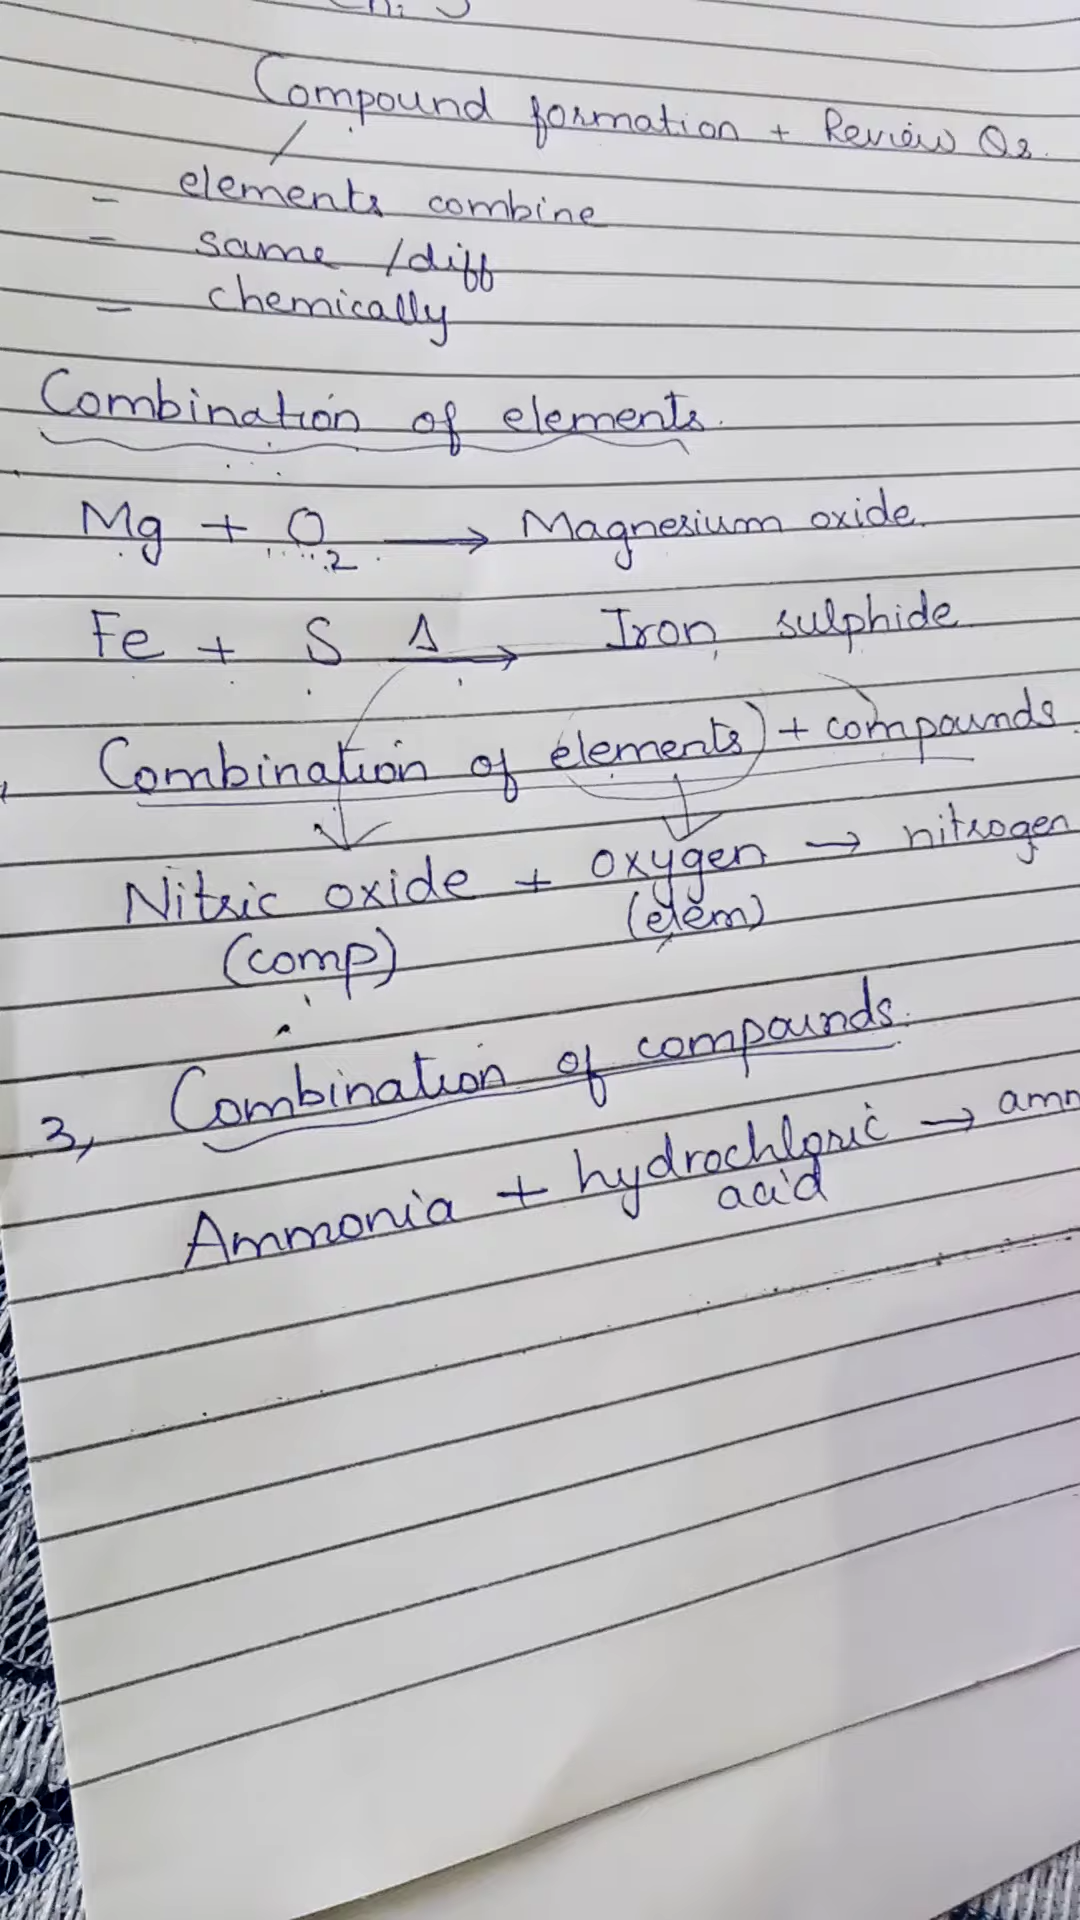 Compound formation + Review Qs.
- elements combine
- same / diff
- chemically
Combination of elements.
Mg + O2 → Magnesium oxide.
Fe + S Δ→ Iron sulphide
Combination of elements + compounds
Nitric oxide + oxygen → nitrogen
(comp) (elem)
3, Combination of compounds.
Ammonia + hydrochloric →
acid